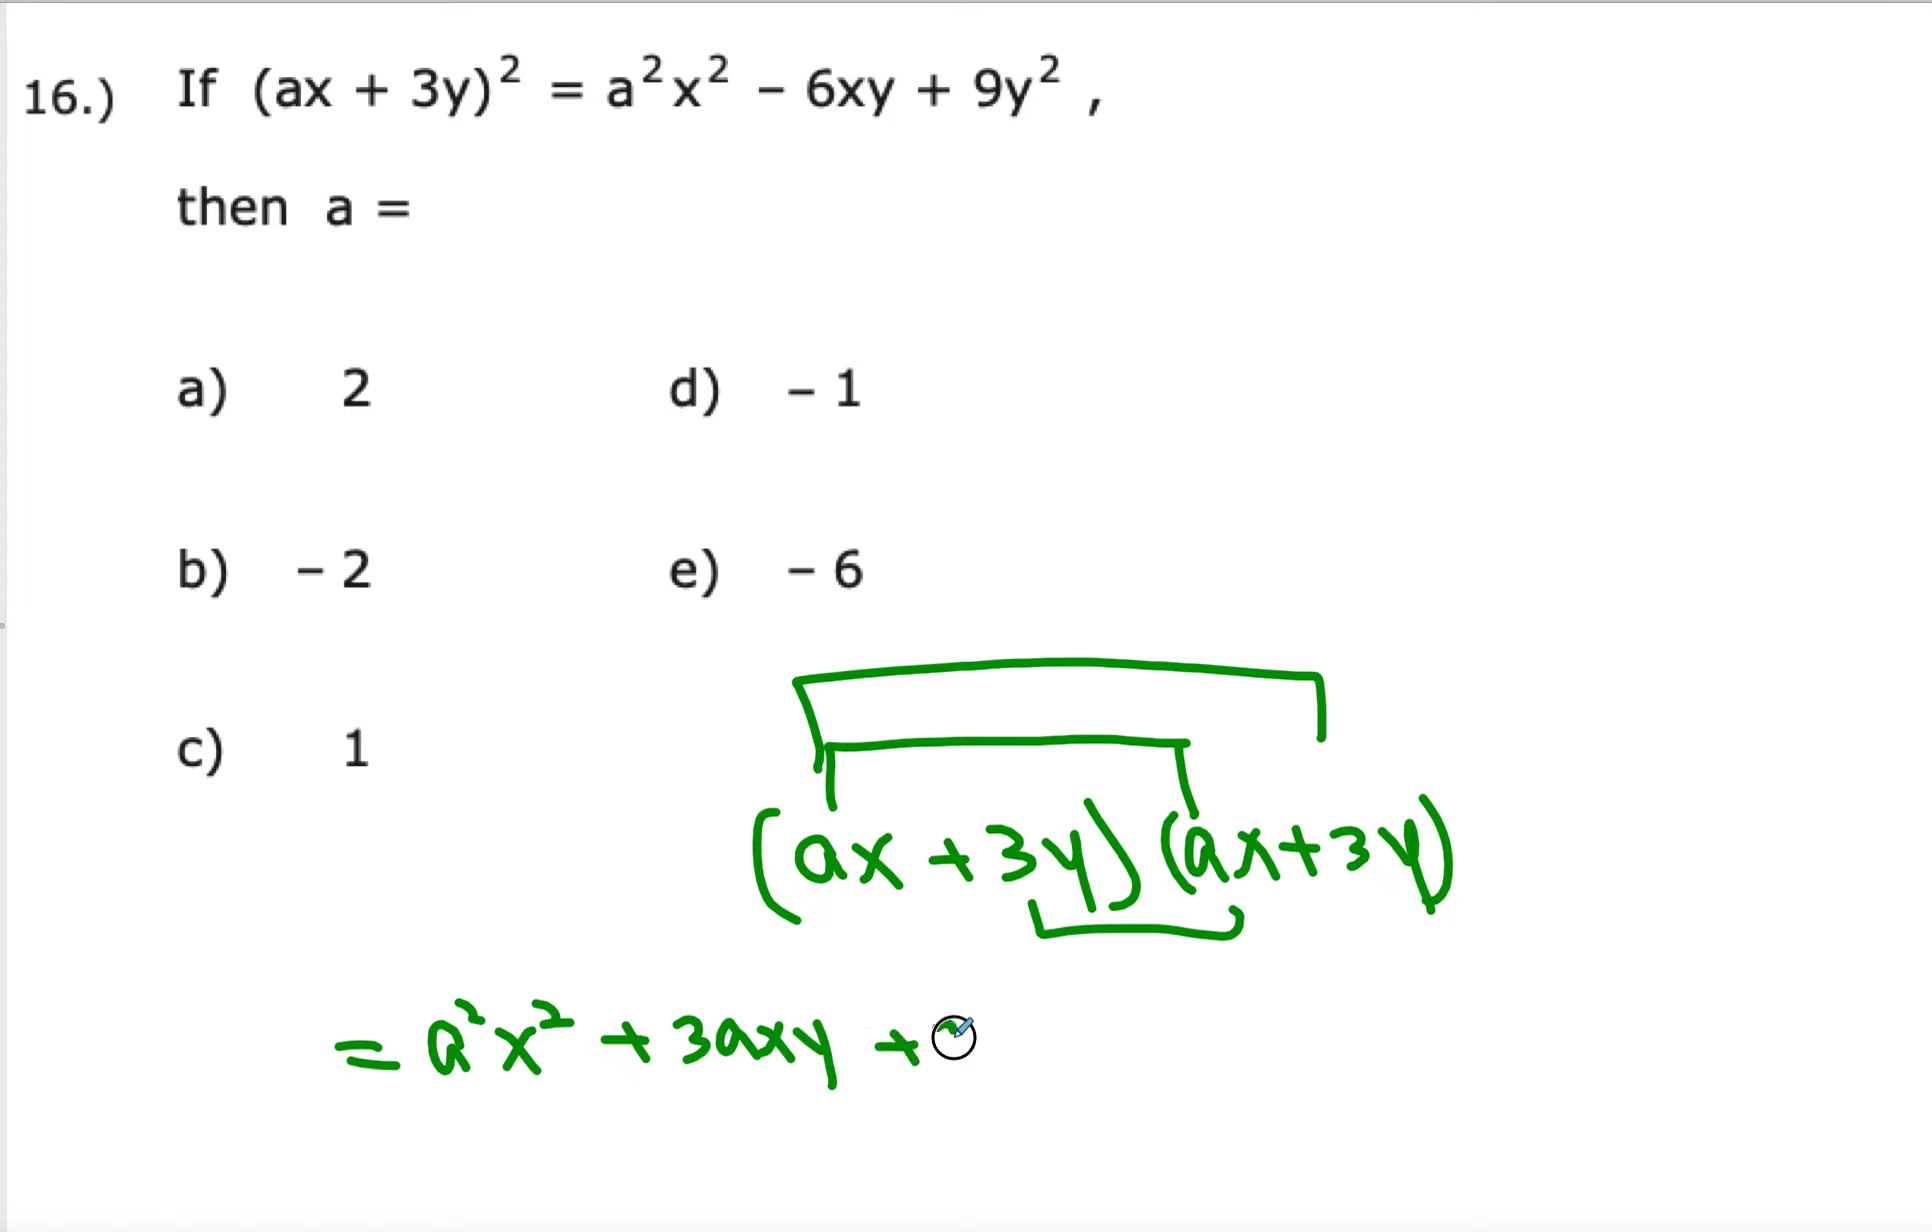 16.) If (ax + 3y)² = a²x² – 6xy + 9y² ,
then a =
a) 2 d) – 1
b) – 2 e) – 6
c) 1
(ax + 3y) (ax + 3y)
= a²x² + 3axy +